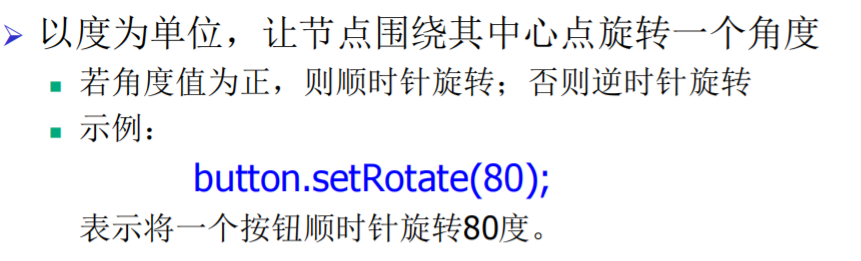 以度为单位，让节点围绕其中心点旋转一个角度
若角度值为正，则顺时针旋转；否则逆时针旋转
示例：
button.setRotate(80);
表示将一个按钮顺时针旋转80度。